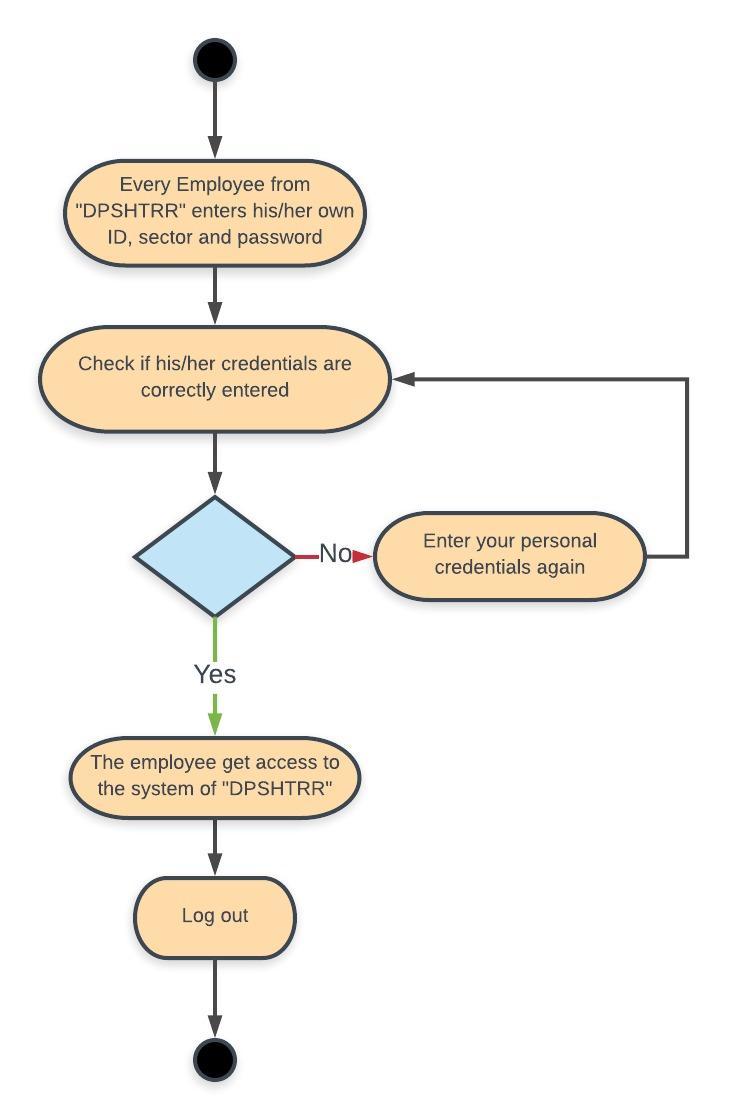 Every Employee from
"DPSHTRR" enters his/her own
ID, sector and password
Check if his/her credentials are
correctly entered
No
Enter your personal
credentials again
Yes
The employee get access to
the system of "DPSHTRR"
Log out